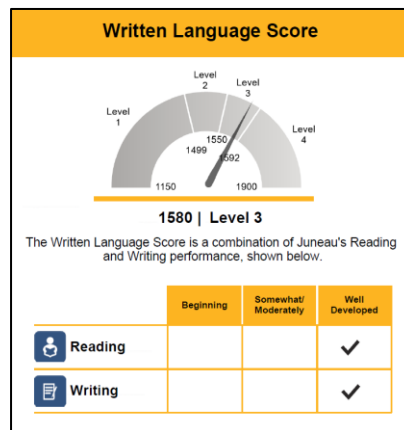 Written Language Score
Level
1
Level
2
Level
3
Level
4
1499
1550
1592
1150
1900
1580 | Level 3
The Written Language Score is a combination of Juneau's Reading
and Writing performance, shown below.
Beginning
Somewhat/
Moderately
Well
Developed
Reading
Writing